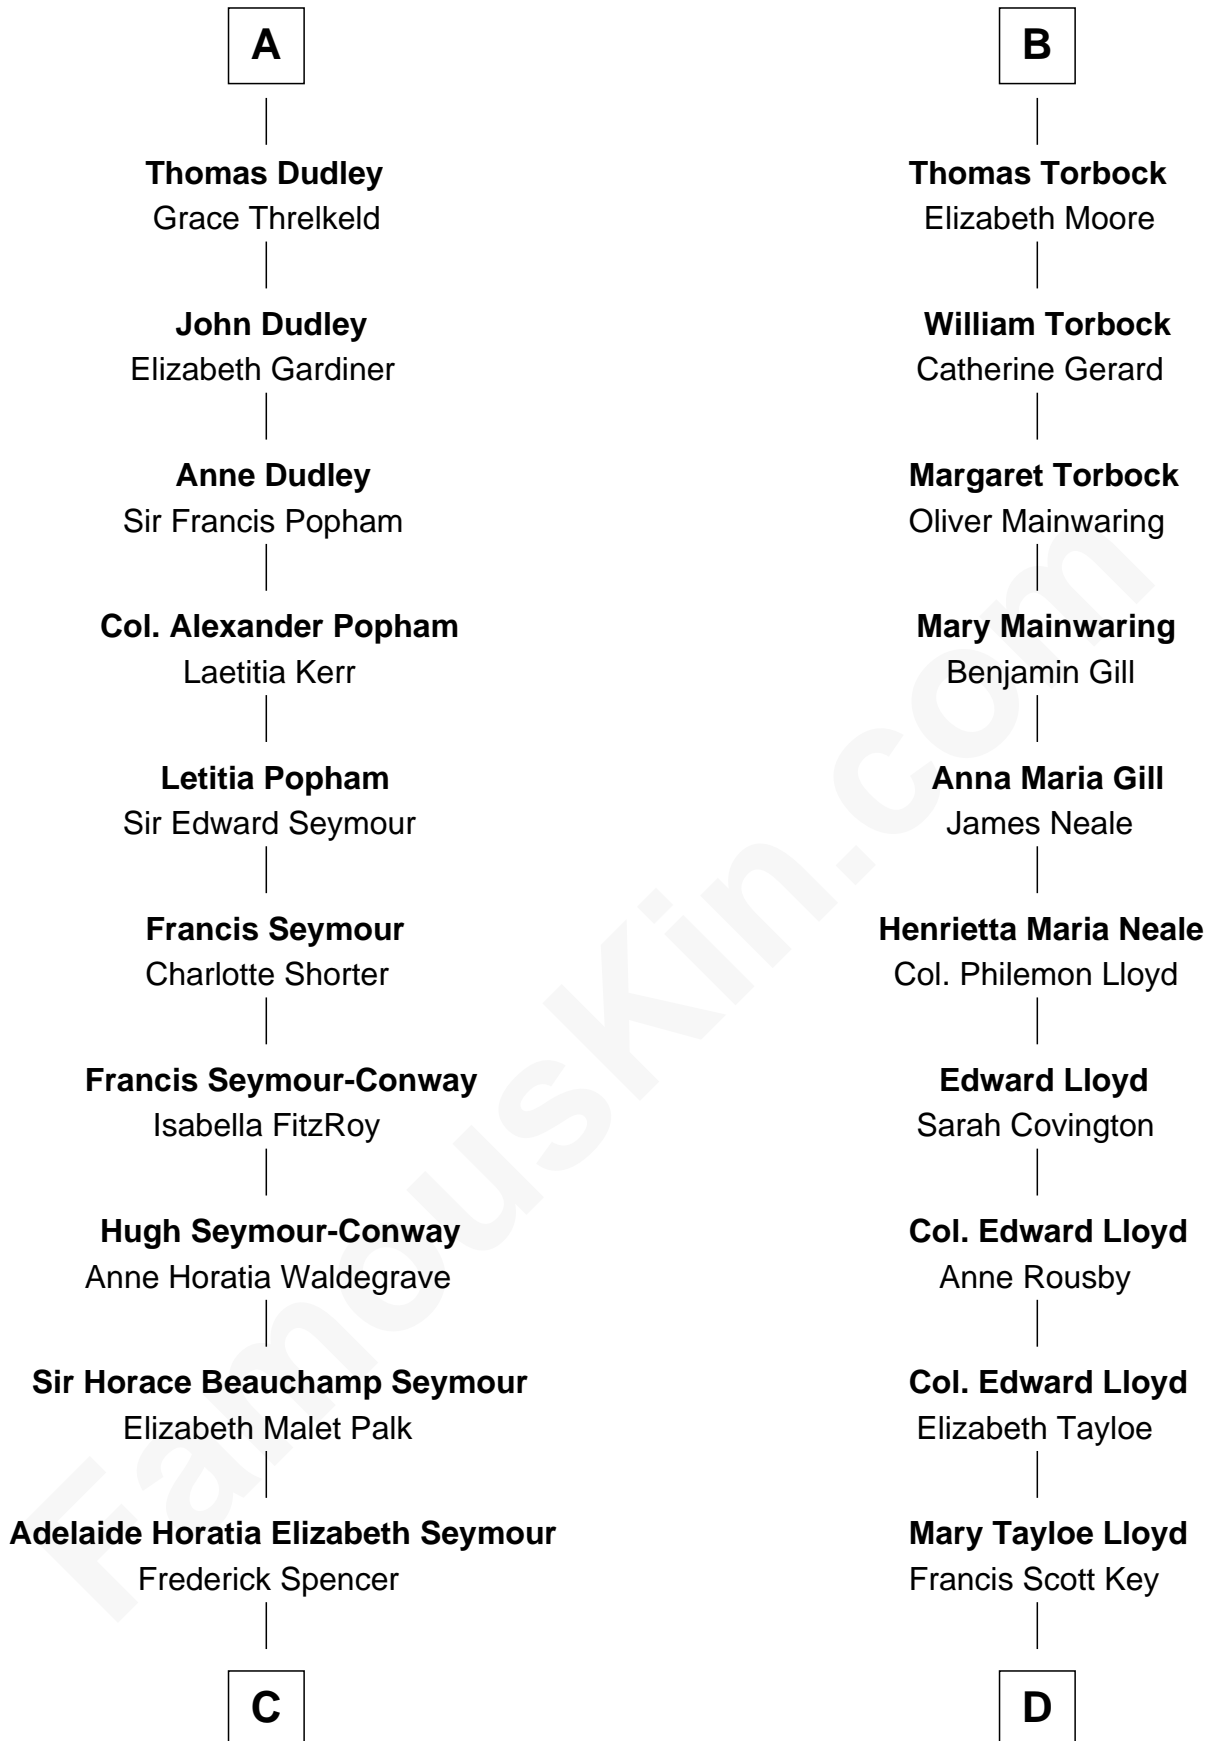 A
Thomas Dudley
Grace Threlkeld
John Dudley
Elizabeth Gardiner
Anne Dudley
Sir Francis Popham
Col. Alexander Popham
Laetitia Kerr
Letitia Popham
Sir Edward Seymour
Francis Seymour
Charlotte Shorter
Francis Seymour-Conway
Isabella FitzRoy
Hugh Seymour-Conway
Anne Horatia Waldegrave
Sir Horace Beauchamp Seymour
Elizabeth Malet Palk
Adelaide Horatia Elizabeth Seymour
Frederick Spencer
C
B
Thomas Torbock
Elizabeth Moore
William Torbock
Catherine Gerard
Margaret Torbock
Oliver Mainwaring
Mary Mainwaring
Benjamin Gill
Anna Maria Gill
James Neale
Henrietta Maria Neale
Col. Philemon Lloyd
Edward Lloyd
Sarah Covington
Col. Edward Lloyd
Anne Rousby
Col. Edward Lloyd
Elizabeth Tayloe
Mary Tayloe Lloyd
Francis Scott Key
D
FamousKin.com